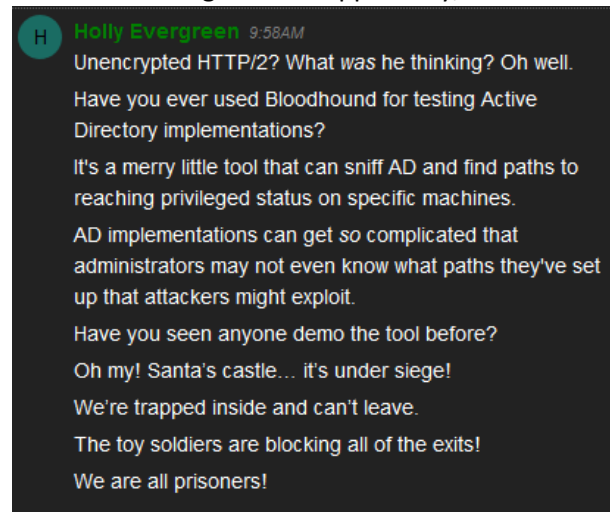 H
Holly Evergreen 9:58AM
Unencrypted HTTP/2? What was he thinking? Oh well.
Have you ever used Bloodhound for testing Active
Directory implementations?
It's a merry little tool that can sniff AD and find paths to
reaching privileged status on specific machines.
AD implementations can get so complicated that
administrators may not even know what paths they've set
up that attackers might exploit.
Have you seen anyone demo the tool before?
Oh my! Santa's castle… it's under siege!
We're trapped inside and can't leave.
The toy soldiers are blocking all of the exits!
We are all prisoners!